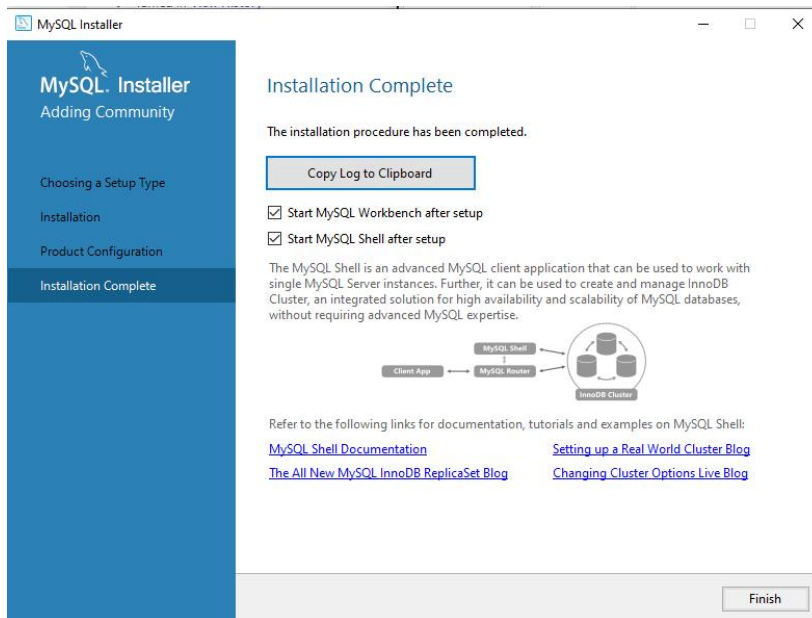 MySQL Installer
MySQL. Installer
Adding Community
Choosing a Setup Type
Installation
Product Configuration
Installation Complete
Installation Complete
The installation procedure has been completed.
Copy Log to Clipboard
Start MySQL Workbench after setup
Start MySQL Shell after setup
The MySQL Shell is an advanced MySQL client application that can be used to work with
single MySQL Server instances. Further, it can be used to create and manage InnoDB
Cluster, an integrated solution for high availability and scalability of MySQL databases,
without requiring advanced MySQL expertise.
MySQL Shell
Client App
MySQL Router
InnoDB Cluster
Refer to the following links for documentation, tutorials and examples on MySQL Shell:
MySQL Shell Documentation
Setting up a Real World Cluster Blog
The All New MySQL InnoDB ReplicaSet Blog
Changing Cluster Options Live Blog
Finish